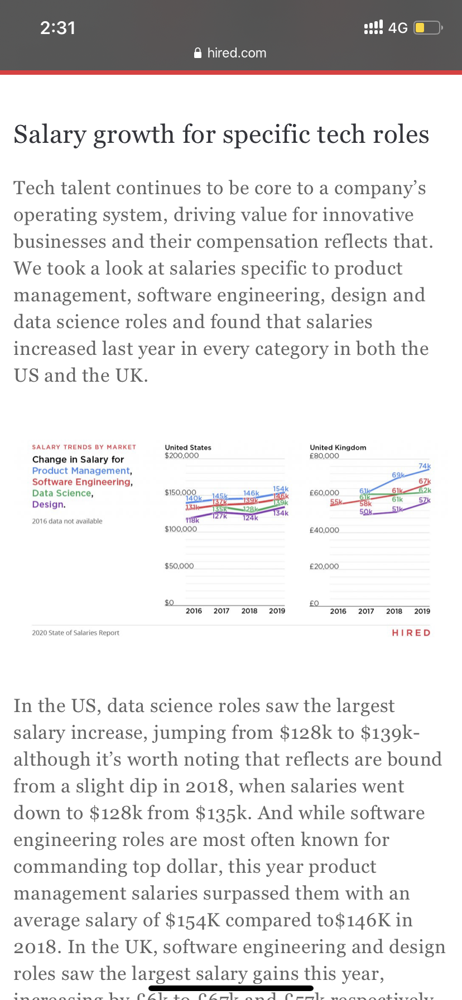 2:31
4G
hired.com
Salary growth for specific tech roles
Tech talent continues to be core to a company’s
operating system, driving value for innovative
businesses and their compensation reflects that.
We took a look at salaries specific to product
management, software engineering, design and
data science roles and found that salaries
increased last year in every category in both the
US and the UK.
SALARY TRENDS BY MARKET
Change in Salary for
Product Management,
Software Engineering,
Data Science,
Design.
2016 data not available
United States
$200,000
$150,000
$100,000
$50,000
$0
140k 145k 146k 154k
131k 137k 139k 146k
135k 128k 139k
118k 127k 124k 134k
2016 2017 2018 2019
United Kingdom
£80,000
£60,000
£40,000
£20,000
£0
61k 69k 74k
55k 58k 61k 67k
61k 61k 62k
50k 51k 57k
2016 2017 2018 2019
2020 State of Salaries Report
HIRED
In the US, data science roles saw the largest
salary increase, jumping from $128k to $139k-
although it’s worth noting that reflects are bound
from a slight dip in 2018, when salaries went
down to $128k from $135k. And while software
engineering roles are most often known for
commanding top dollar, this year product
management salaries surpassed them with an
average salary of $154K compared to$146K in
2018. In the UK, software engineering and design
roles saw the largest salary gains this year,
increasing by £6k to £67k and £57k respectively